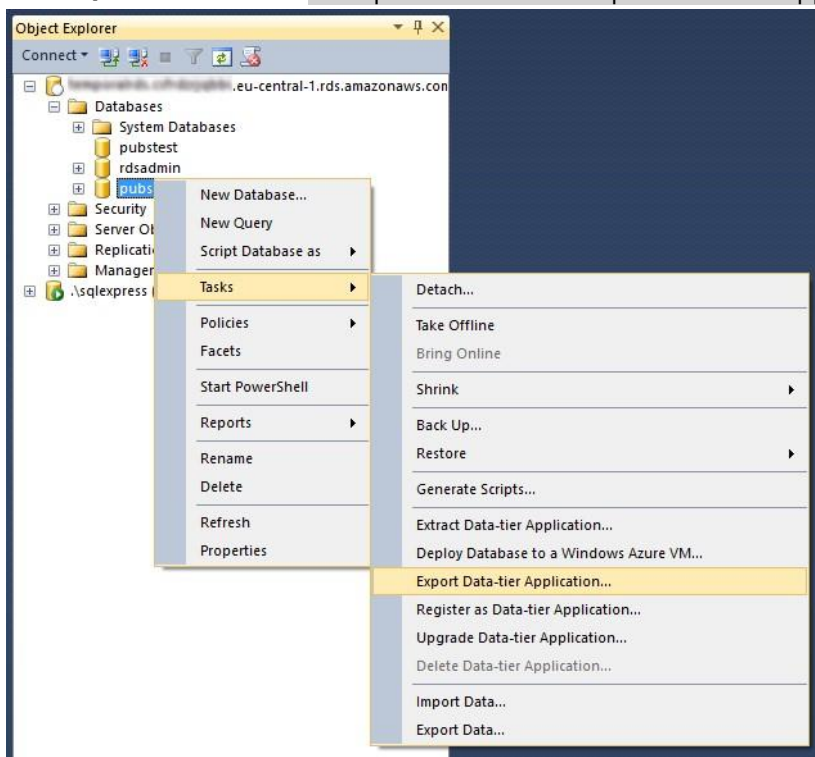 Object Explorer
Connect
.eu-central-1.rds.amazonaws.com
Databases
System Databases
pubstest
rdsadmin
pubs
Security
Server Ob
Replicati
Manager
.\sqlexpress (
New Database...
New Query
Script Database as
Tasks
Policies
Facets
Start PowerShell
Reports
Rename
Delete
Refresh
Properties
Detach...
Take Offline
Bring Online
Shrink
Back Up...
Restore
Generate Scripts...
Extract Data-tier Application...
Deploy Database to a Windows Azure VM...
Export Data-tier Application...
Register as Data-tier Application...
Upgrade Data-tier Application...
Delete Data-tier Application...
Import Data...
Export Data...